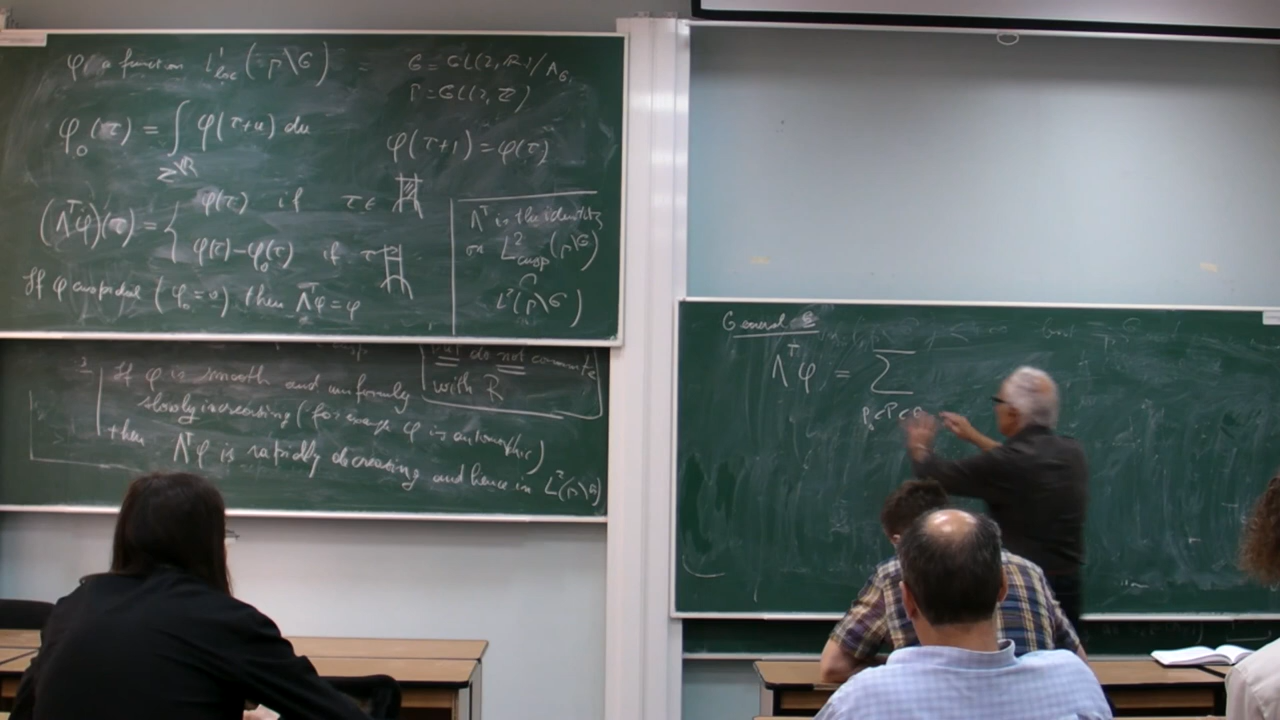 φ, a function L¹loc(Γ\G) G = GL(2,ℝ)/A_G,
Γ = GL(2,ℤ)
φ₀(τ) = ∫_{ℤ\ℝ} φ(τ+u) du
φ(τ+1) = φ(τ)
(Λᵀφ)(τ) = { φ(τ) if τ ∈
φ(τ) - φ₀(τ) if τ
If φ cuspidal (φ₀ = 0) then Λᵀφ = φ
Λᵀ is the identity
on L²cusp(Γ\G)
∩
L²(Γ\G)
do not commute
with R
If φ is smooth and uniformly
slowly increasing (for example φ is automorphic)
then Λᵀφ is rapidly decreasing and hence in L²(Γ\G)
General G
Λᵀφ = Σ
P₀ ⊂ P ⊂ G